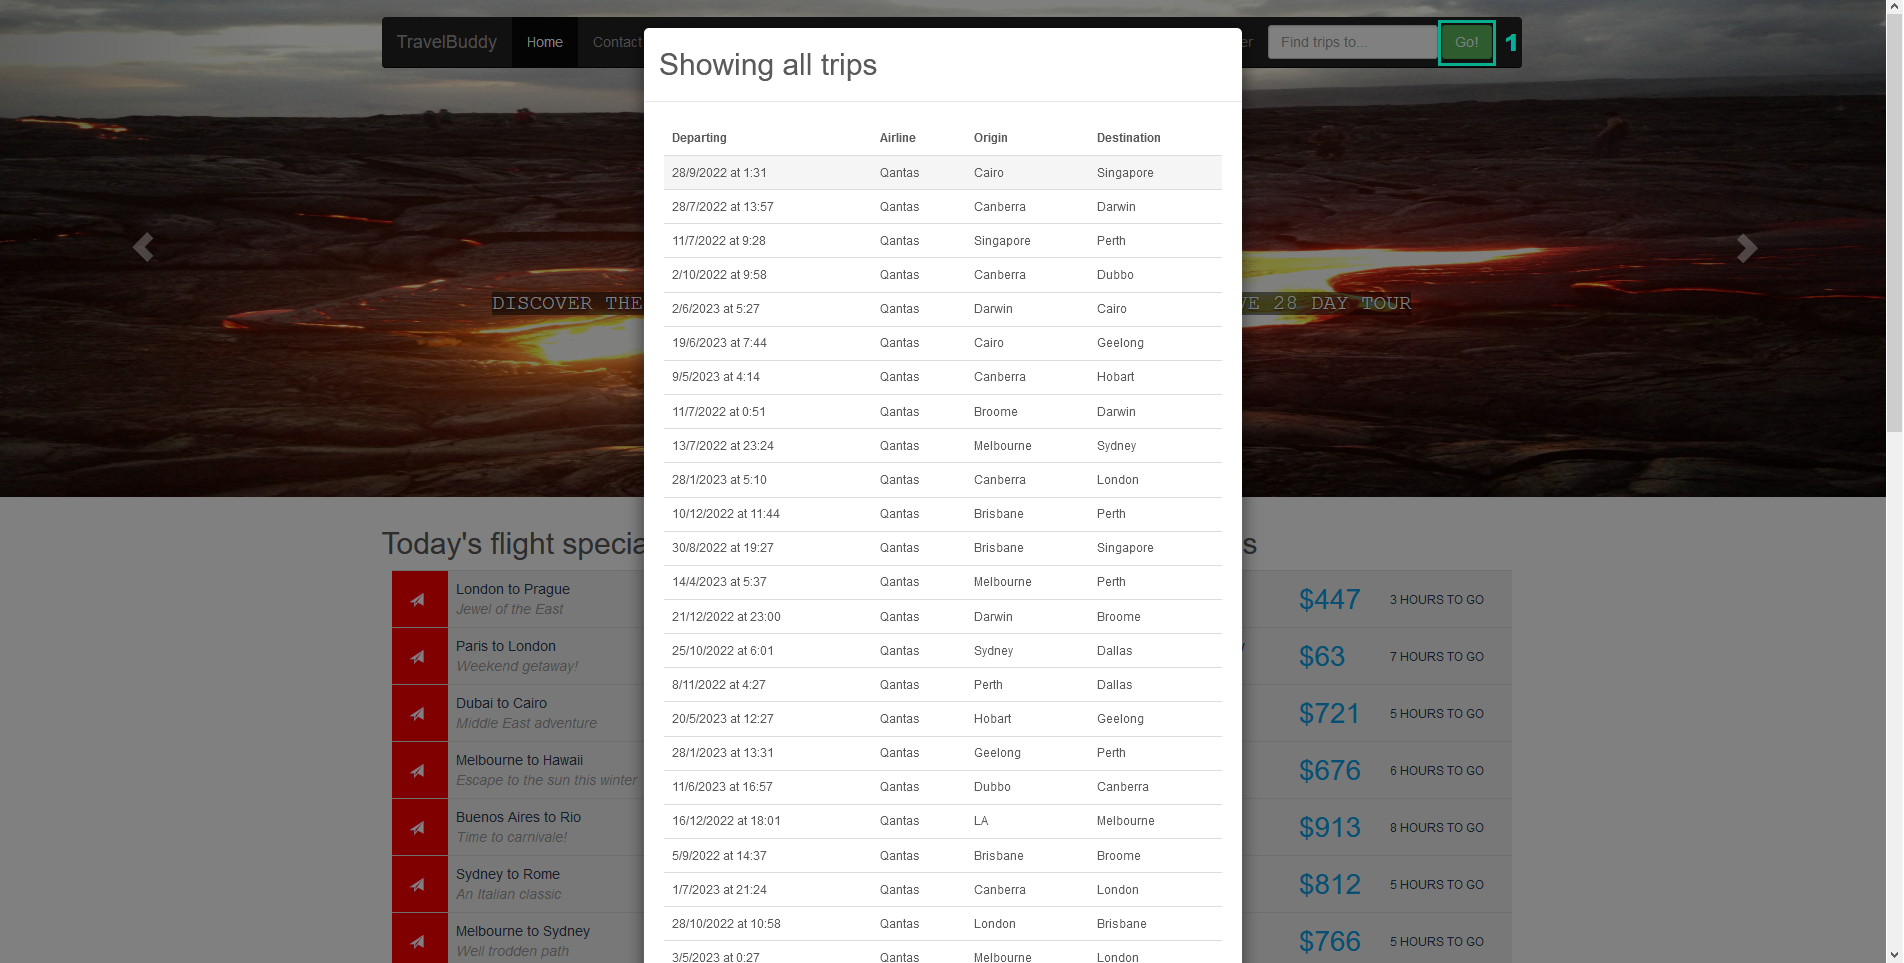 TravelBuddy Home Contact er Find trips to... Go! 1
Showing all trips
Departing Airline Origin Destination
28/9/2022 at 1:31 Qantas Cairo Singapore
28/7/2022 at 13:57 Qantas Canberra Darwin
11/7/2022 at 9:28 Qantas Singapore Perth
2/10/2022 at 9:58 Qantas Canberra Dubbo
2/6/2023 at 5:27 Qantas Darwin Cairo
19/6/2023 at 7:44 Qantas Cairo Geelong
9/5/2023 at 4:14 Qantas Canberra Hobart
11/7/2022 at 0:51 Qantas Broome Darwin
13/7/2022 at 23:24 Qantas Melbourne Sydney
28/1/2023 at 5:10 Qantas Canberra London
10/12/2022 at 11:44 Qantas Brisbane Perth
30/8/2022 at 19:27 Qantas Brisbane Singapore
14/4/2023 at 5:37 Qantas Melbourne Perth
21/12/2022 at 23:00 Qantas Darwin Broome
25/10/2022 at 6:01 Qantas Sydney Dallas
8/11/2022 at 4:27 Qantas Perth Dallas
20/5/2023 at 12:27 Qantas Hobart Geelong
28/1/2023 at 13:31 Qantas Geelong Perth
11/6/2023 at 16:57 Qantas Dubbo Canberra
16/12/2022 at 18:01 Qantas LA Melbourne
5/9/2022 at 14:37 Qantas Brisbane Broome
1/7/2023 at 21:24 Qantas Canberra London
28/10/2022 at 10:58 Qantas London Brisbane
3/5/2023 at 0:27 Qantas Melbourne London
DISCOVER THE VE 28 DAY TOUR
Today's flight specia s
London to Prague
Jewel of the East
$447 3 HOURS TO GO
Paris to London
Weekend getaway!
y $63 7 HOURS TO GO
Dubai to Cairo
Middle East adventure
$721 5 HOURS TO GO
Melbourne to Hawaii
Escape to the sun this winter
$676 6 HOURS TO GO
Buenos Aires to Rio
Time to carnivale!
$913 8 HOURS TO GO
Sydney to Rome
An Italian classic
$812 5 HOURS TO GO
Melbourne to Sydney
Well trodden path
$766 5 HOURS TO GO